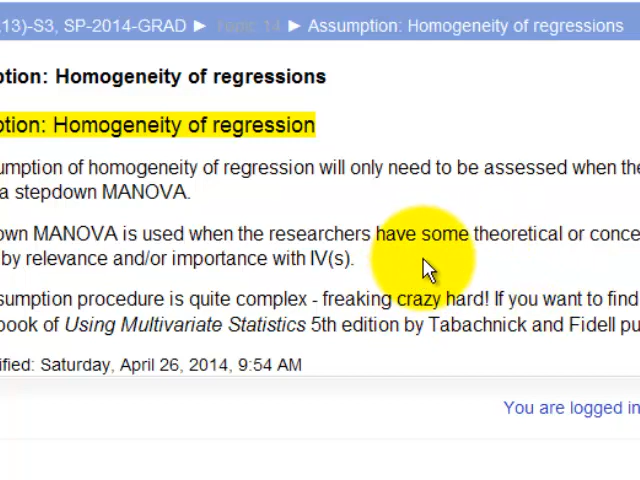 13)-S3, SP-2014-GRAD ► Topic 14 ► Assumption: Homogeneity of regressions
ption: Homogeneity of regressions
ption: Homogeneity of regression
umption of homogeneity of regression will only need to be assessed when the
a stepdown MANOVA.
own MANOVA is used when the researchers have some theoretical or conce
by relevance and/or importance with IV(s).
sumption procedure is quite complex - freaking crazy hard! If you want to find
book of Using Multivariate Statistics 5th edition by Tabachnick and Fidell pu
ified: Saturday, April 26, 2014, 9:54 AM
You are logged in